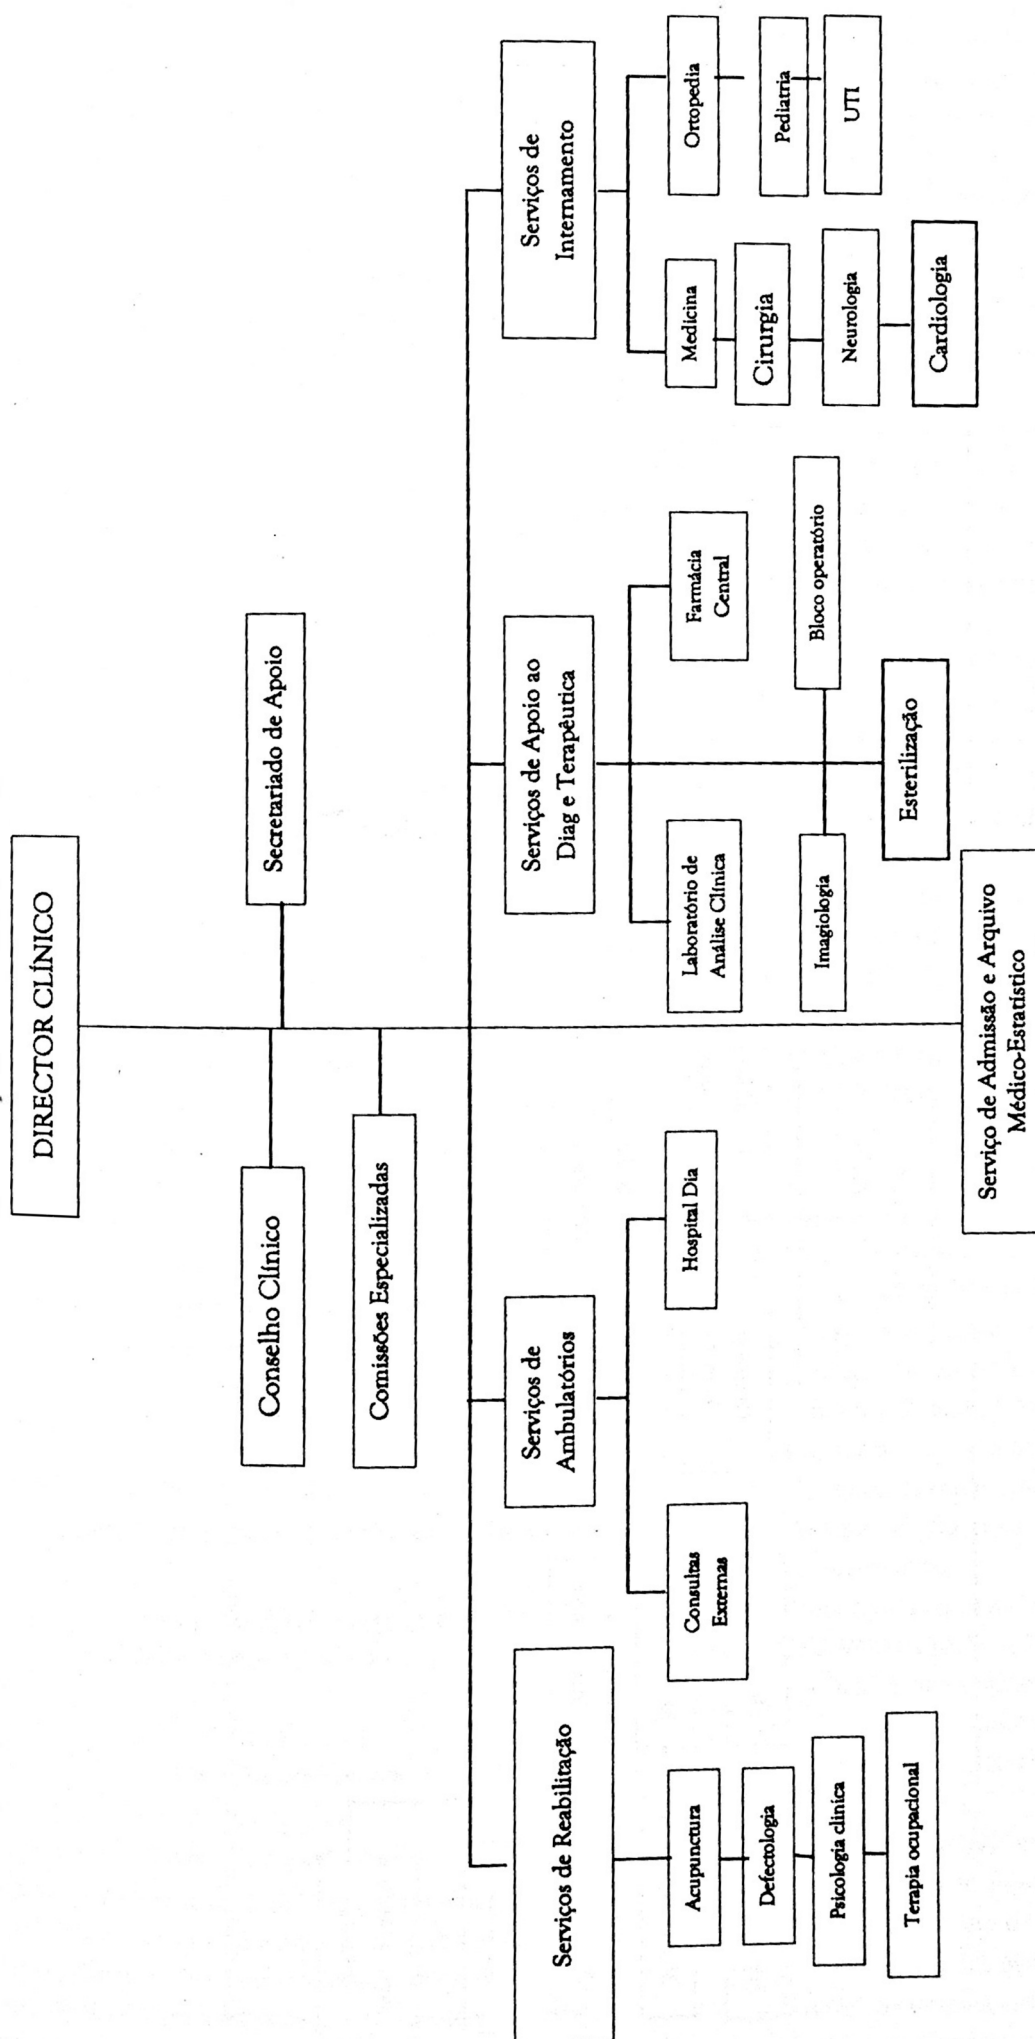 DIRECTOR CLÍNICO
Secretariado de Apoio
Conselho Clínico
Comissões Especializadas
Serviços de Reabilitação
Acupunctura
Defectologia
Psicologia clínica
Terapia ocupacional
Serviços de
Ambulatórios
Consultas
Externas
Hospital Dia
Serviços de Apoio ao
Diag e Terapêutica
Laboratório de
Análise Clínica
Farmácia
Central
Imagiologia
Bloco operatório
Esterilização
Serviços de
Internamento
Medicina
Cirurgia
Neurologia
Cardiologia
Ortopedia
Pediatria
UTI
Serviço de Admissão e Arquivo
Médico-Estatístico